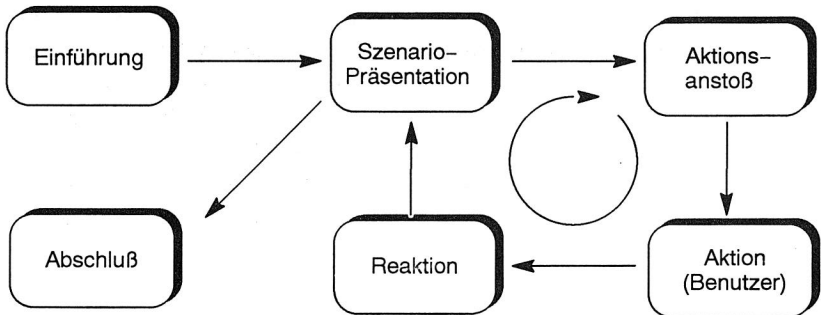 Einführung
Szenario-
Präsentation
Aktions-
anstoß
Abschluß
Reaktion
Aktion
(Benutzer)